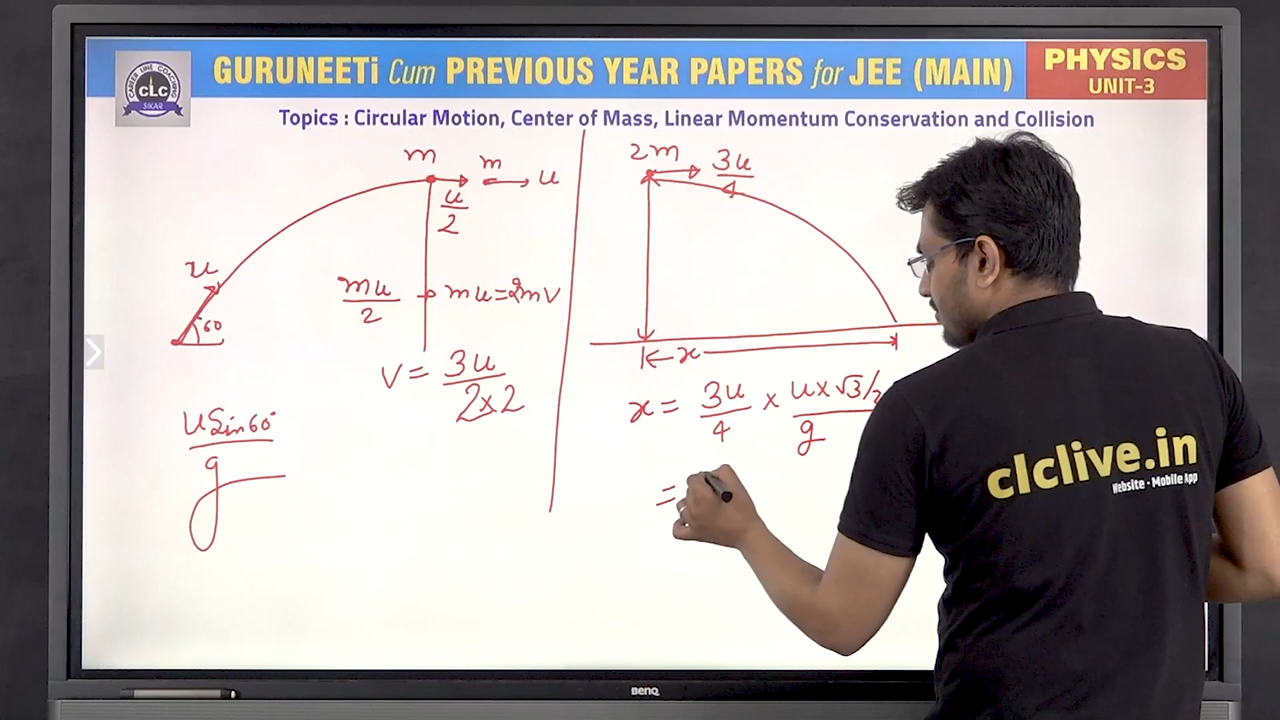 GURUNEETi Cum PREVIOUS YEAR PAPERS for JEE (MAIN)
PHYSICS
UNIT-3
CAREER LINE COACHING
CLC
SIKAR
Topics : Circular Motion, Center of Mass, Linear Momentum Conservation and Collision
m m u
u/2
u
60
mu/2 + mu=2mV
V = 3u/2×2
uSin60°/g
2m 3u/4
x
x = 3u/4 × u×√3/2/g
=
clclive.in
Website - Mobile App
BenQ